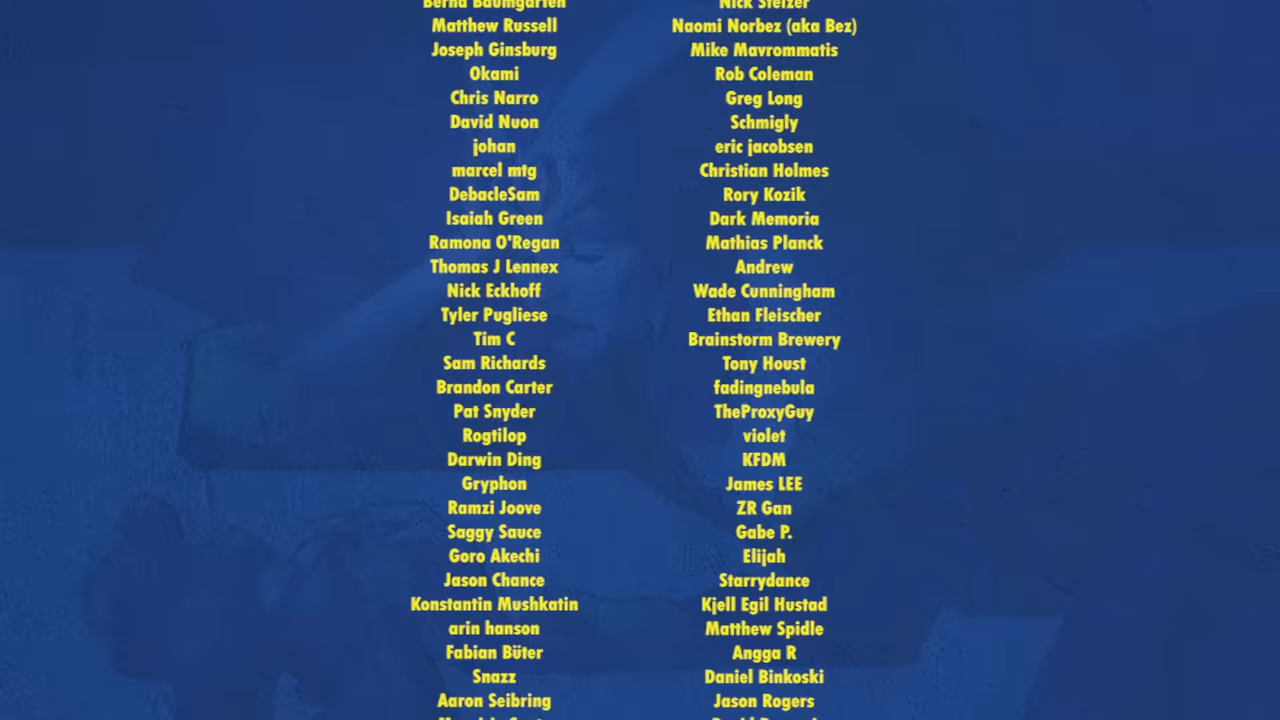 Bernd Baumgarten
Nick Stelzer
Matthew Russell
Naomi Norbez (aka Bez)
Joseph Ginsburg
Mike Mavrommatis
Okami
Rob Coleman
Chris Narro
Greg Long
David Nuon
Schmigly
johan
eric jacobsen
marcel mtg
Christian Holmes
DebacleSam
Rory Kozik
Isaiah Green
Dark Memoria
Ramona O'Regan
Mathias Planck
Thomas J Lennex
Andrew
Nick Eckhoff
Wade Cunningham
Tyler Pugliese
Ethan Fleischer
Tim C
Brainstorm Brewery
Sam Richards
Tony Houst
Brandon Carter
fadingnebula
Pat Snyder
TheProxyGuy
Rogtilop
violet
Darwin Ding
KFDM
Gryphon
James LEE
Ramzi Joove
ZR Gan
Saggy Sauce
Gabe P.
Goro Akechi
Elijah
Jason Chance
Starrydance
Konstantin Mushkatin
Kjell Egil Hustad
arin hanson
Matthew Spidle
Fabian Büter
Angga R
Snazz
Daniel Binkoski
Aaron Seibring
Jason Rogers